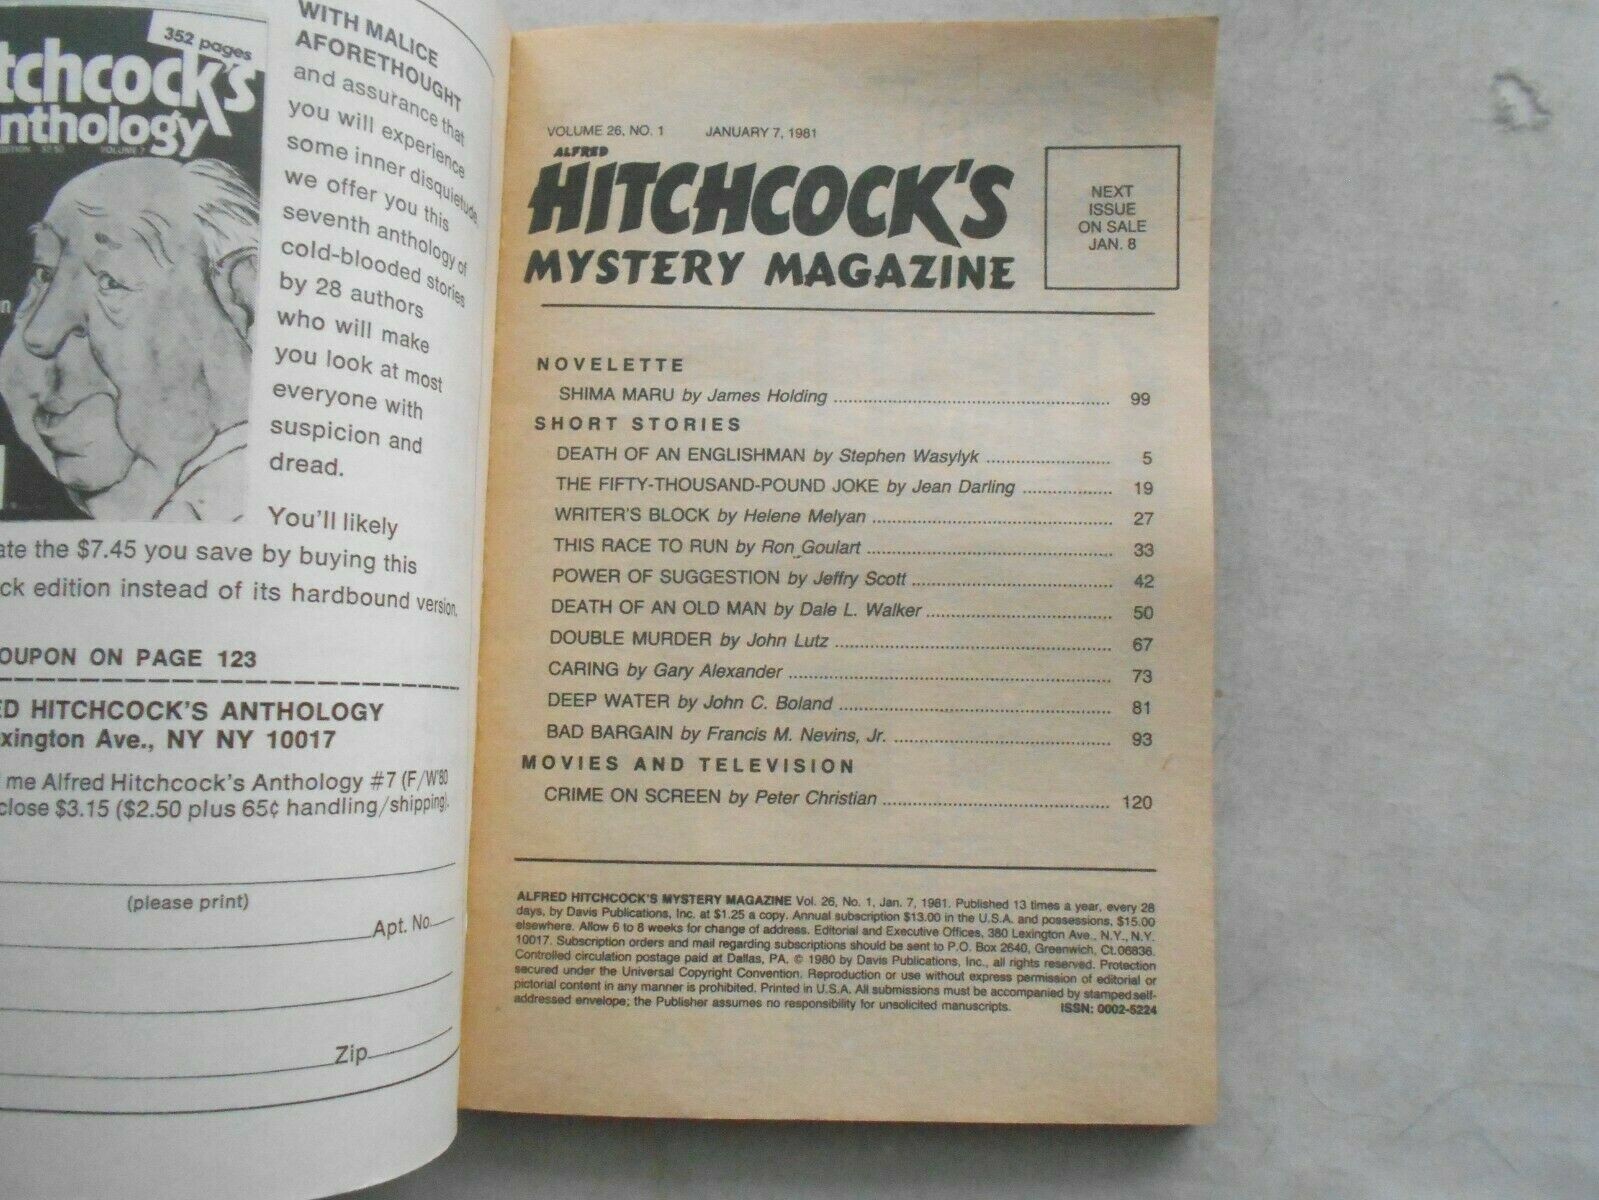 352 pages
tchcock's
nthology
EDITION $2.50 VOLUME 7
WITH MALICE
AFORETHOUGHT
and assurance that
you will experience
some inner disquietude,
we offer you this
seventh anthology of
cold-blooded stories
by 28 authors
who will make
you look at most
everyone with
suspicion and
dread.
You'll likely
ate the $7.45 you save by buying this
ck edition instead of its hardbound version.
OUPON ON PAGE 123
ED HITCHCOCK'S ANTHOLOGY
xington Ave., NY NY 10017
me Alfred Hitchcock's Anthology #7 (F/W'80
close $3.15 ($2.50 plus 65¢ handling/shipping).
(please print)
Apt. No.
Zip
VOLUME 26, NO. 1 JANUARY 7, 1981
ALFRED
HITCHCOCK'S
MYSTERY MAGAZINE
NEXT
ISSUE
ON SALE
JAN. 8
NOVELETTE
SHIMA MARU by James Holding 99
SHORT STORIES
DEATH OF AN ENGLISHMAN by Stephen Wasylyk 5
THE FIFTY-THOUSAND-POUND JOKE by Jean Darling 19
WRITER'S BLOCK by Helene Melyan 27
THIS RACE TO RUN by Ron Goulart 33
POWER OF SUGGESTION by Jeffry Scott 42
DEATH OF AN OLD MAN by Dale L. Walker 50
DOUBLE MURDER by John Lutz 67
CARING by Gary Alexander 73
DEEP WATER by John C. Boland 81
BAD BARGAIN by Francis M. Nevins, Jr. 93
MOVIES AND TELEVISION
CRIME ON SCREEN by Peter Christian 120
ALFRED HITCHCOCK'S MYSTERY MAGAZINE Vol. 26, No. 1, Jan. 7, 1981. Published 13 times a year, every 28
days, by Davis Publications, Inc. at $1.25 a copy. Annual subscription $13.00 in the U.S.A. and possessions, $15.00
elsewhere. Allow 6 to 8 weeks for change of address. Editorial and Executive Offices, 380 Lexington Ave., N.Y., N.Y.
10017. Subscription orders and mail regarding subscriptions should be sent to P.O. Box 2640, Greenwich, Ct.06836.
Controlled circulation postage paid at Dallas, PA. © 1980 by Davis Publications, Inc., all rights reserved. Protection
secured under the Universal Copyright Convention. Reproduction or use without express permission of editorial or
pictorial content in any manner is prohibited. Printed in U.S.A. All submissions must be accompanied by stamped self-
addressed envelope; the Publisher assumes no responsibility for unsolicited manuscripts. ISSN: 0002-5224